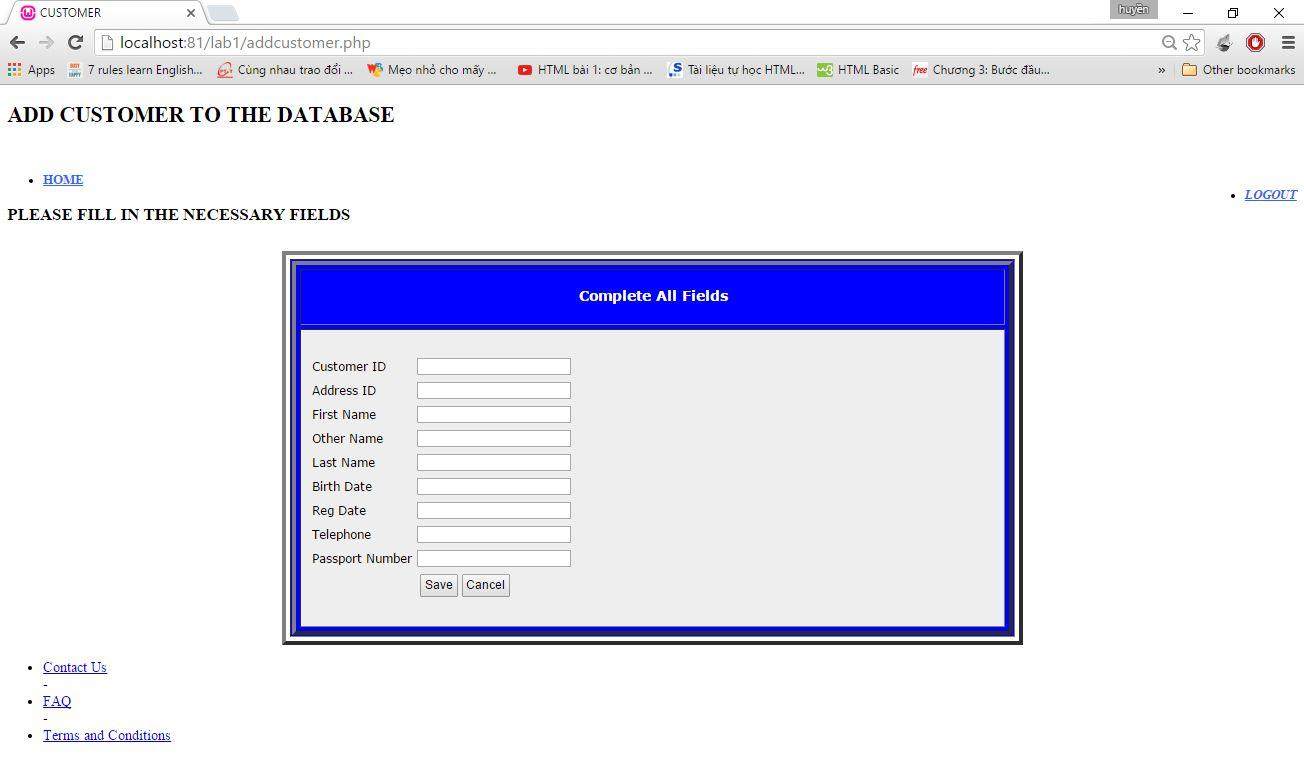 CUSTOMER
huyền
localhost:81/lab1/addcustomer.php
Apps 7 rules learn English... Cùng nhau trao đổi ... Mẹo nhỏ cho mấy ... HTML bài 1: cơ bản ... Tài liệu tự học HTML... HTML Basic Chương 3: Bước đầu... » Other bookmarks
ADD CUSTOMER TO THE DATABASE
HOME
LOGOUT
PLEASE FILL IN THE NECESSARY FIELDS
Complete All Fields
Customer ID
Address ID
First Name
Other Name
Last Name
Birth Date
Reg Date
Telephone
Passport Number
Save Cancel
Contact Us
-
FAQ
-
Terms and Conditions